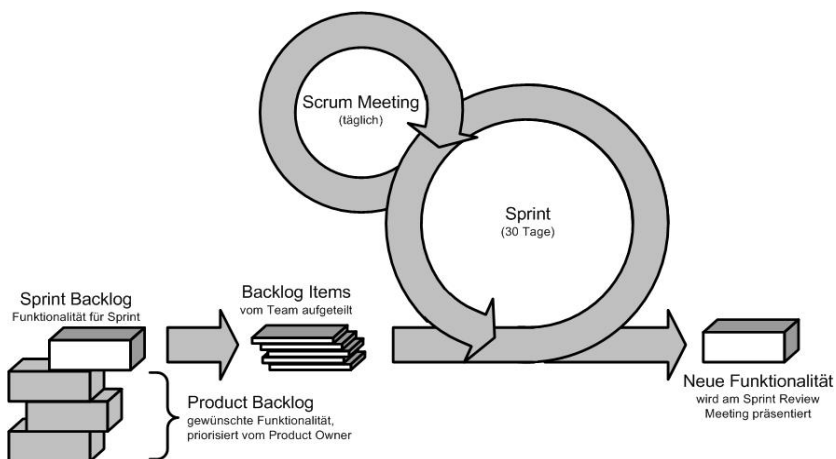 Scrum Meeting
(täglich)
Sprint
(30 Tage)
Sprint Backlog
Funktionalität für Sprint
Backlog Items
vom Team aufgeteilt
Product Backlog
gewünschte Funktionalität,
priorisiert vom Product Owner
Neue Funktionalität
wird am Sprint Review
Meeting präsentiert